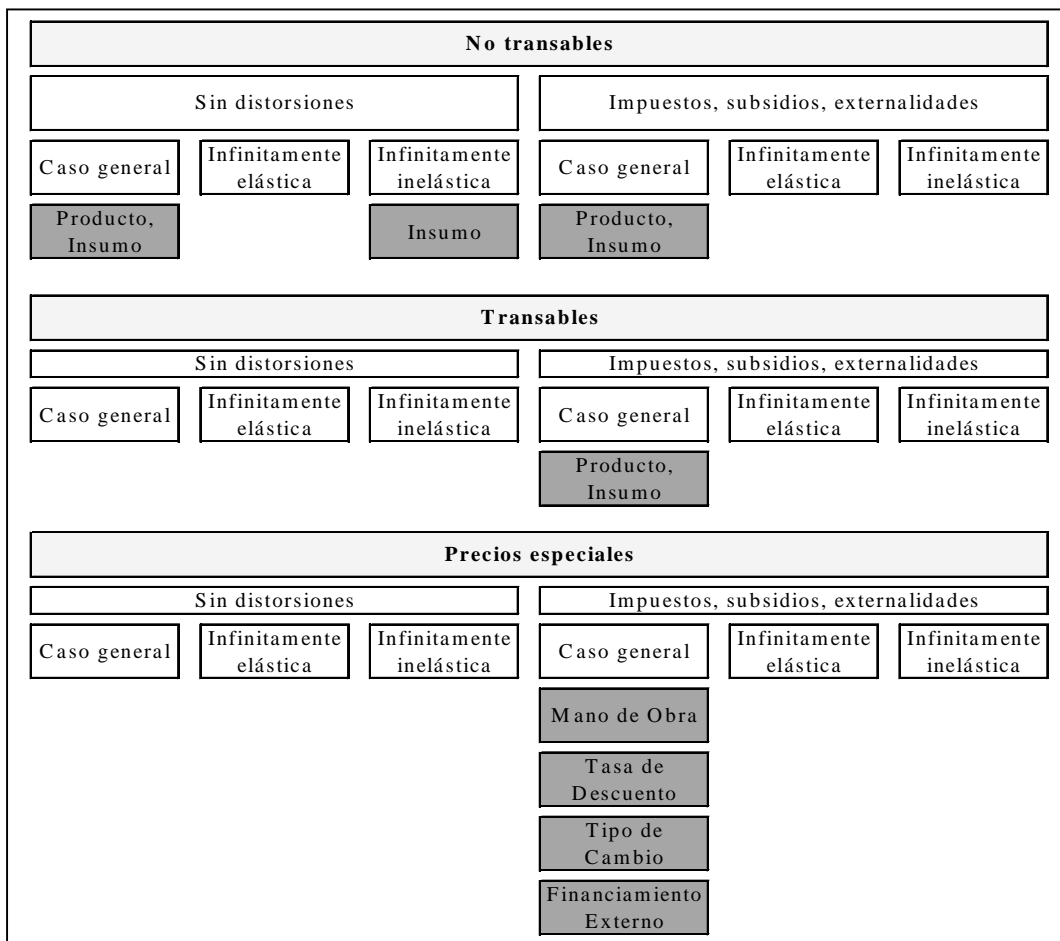 No transables
Sin distorsiones
Impuestos, subsidios, externalidades
Caso general
Infinitamente
elástica
Infinitamente
inelástica
Caso general
Infinitamente
elástica
Infinitamente
inelástica
Producto,
Insumo
Insumo
Producto,
Insumo
Transables
Sin distorsiones
Impuestos, subsidios, externalidades
Caso general
Infinitamente
elástica
Infinitamente
inelástica
Caso general
Infinitamente
elástica
Infinitamente
inelástica
Producto,
Insumo
Precios especiales
Sin distorsiones
Impuestos, subsidios, externalidades
Caso general
Infinitamente
elástica
Infinitamente
inelástica
Caso general
Infinitamente
elástica
Infinitamente
inelástica
Mano de Obra
Tasa de
Descuento
Tipo de
Cambio
Financiamiento
Externo